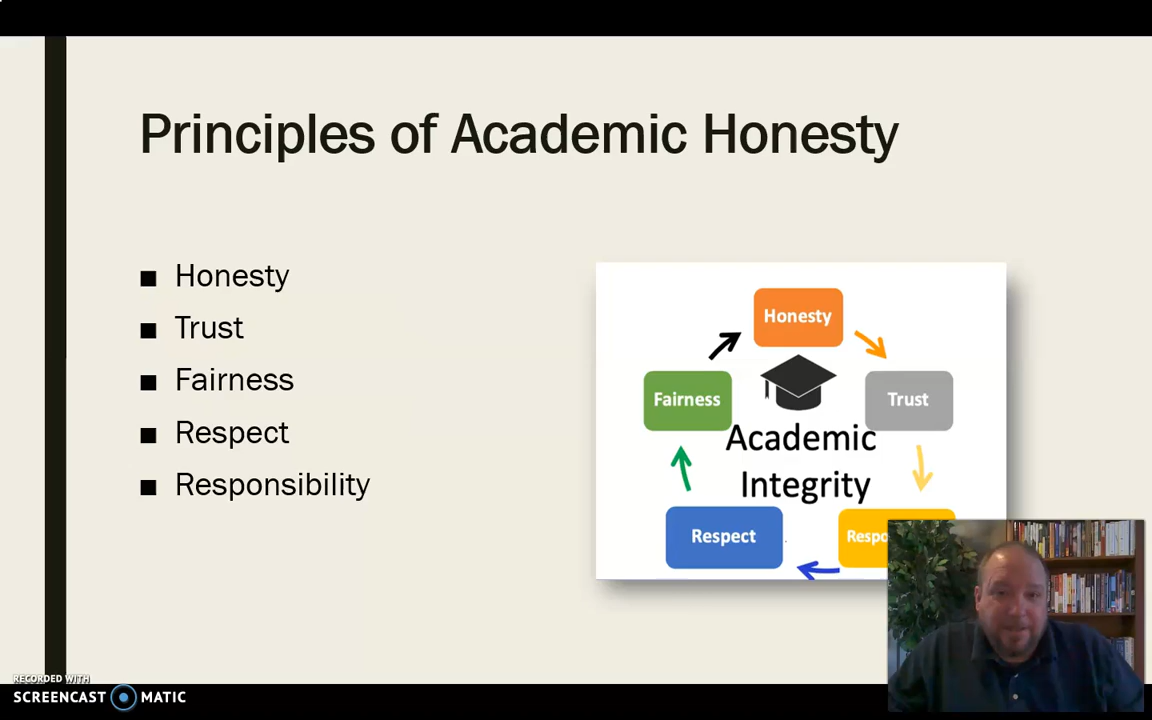 Principles of Academic Honesty
■ Honesty
■ Trust
■ Fairness
■ Respect
■ Responsibility
Honesty
Fairness
Trust
Academic
Integrity
Respect
Respo
RECORDED WITH
SCREENCAST MATIC